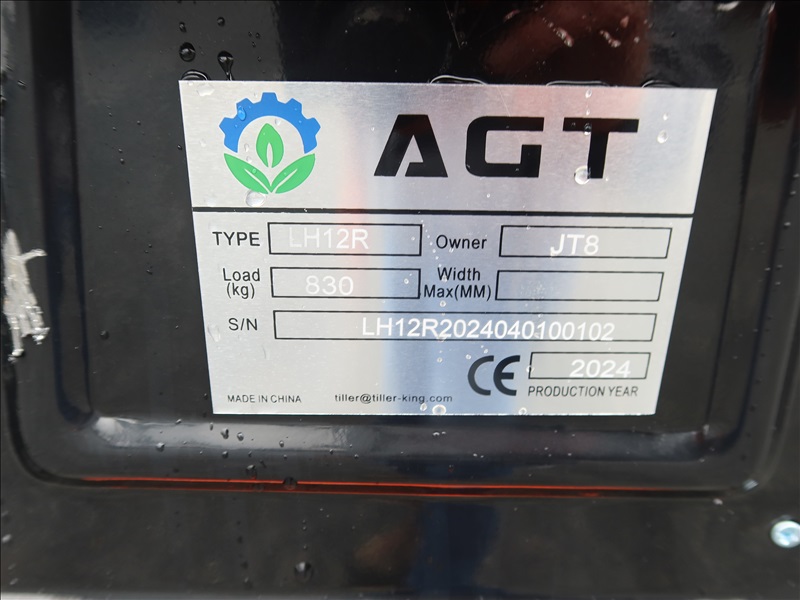 AGT
TYPE LH12R Owner JT8
Load (kg) 830 Width Max(MM)
S/N LH12R2024040100102
CE 2024
PRODUCTION YEAR
MADE IN CHINA tiller@tiller-king.com